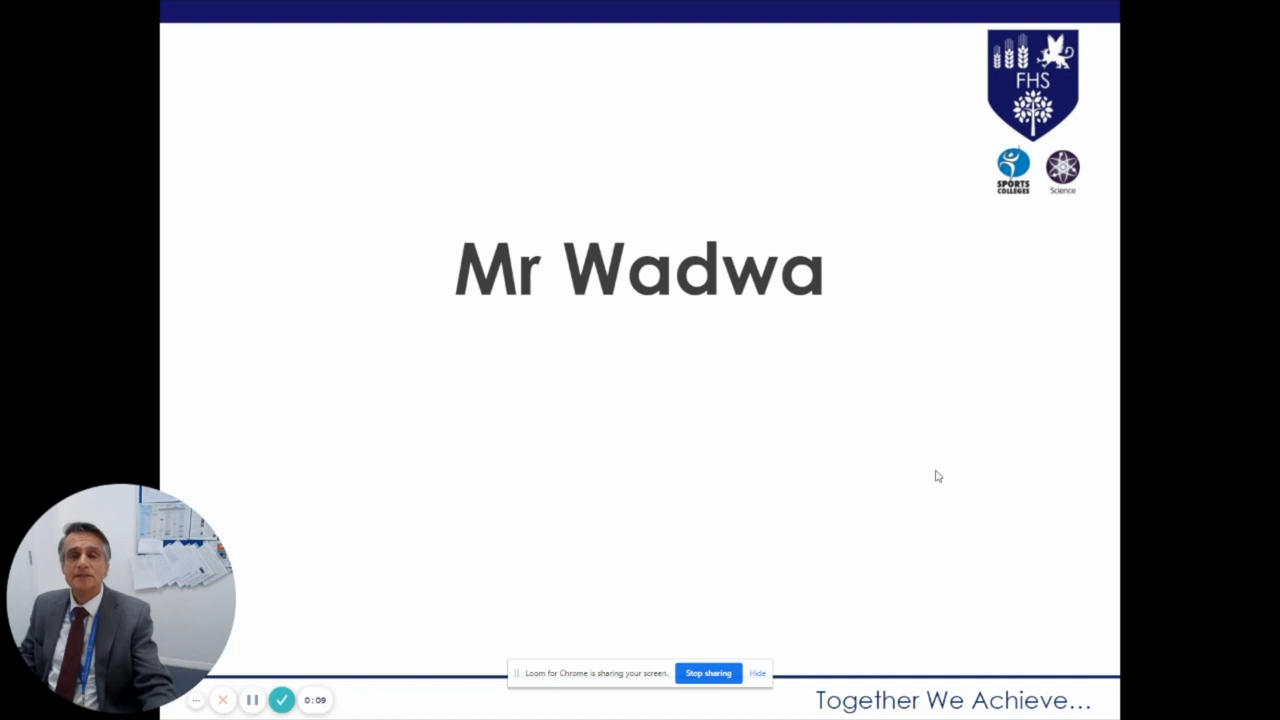 FHS
SPORTS
COLLEGES
Science
Mr Wadwa
Loom for Chrome is sharing your screen.
Stop sharing
Hide
0:09
Together We Achieve...